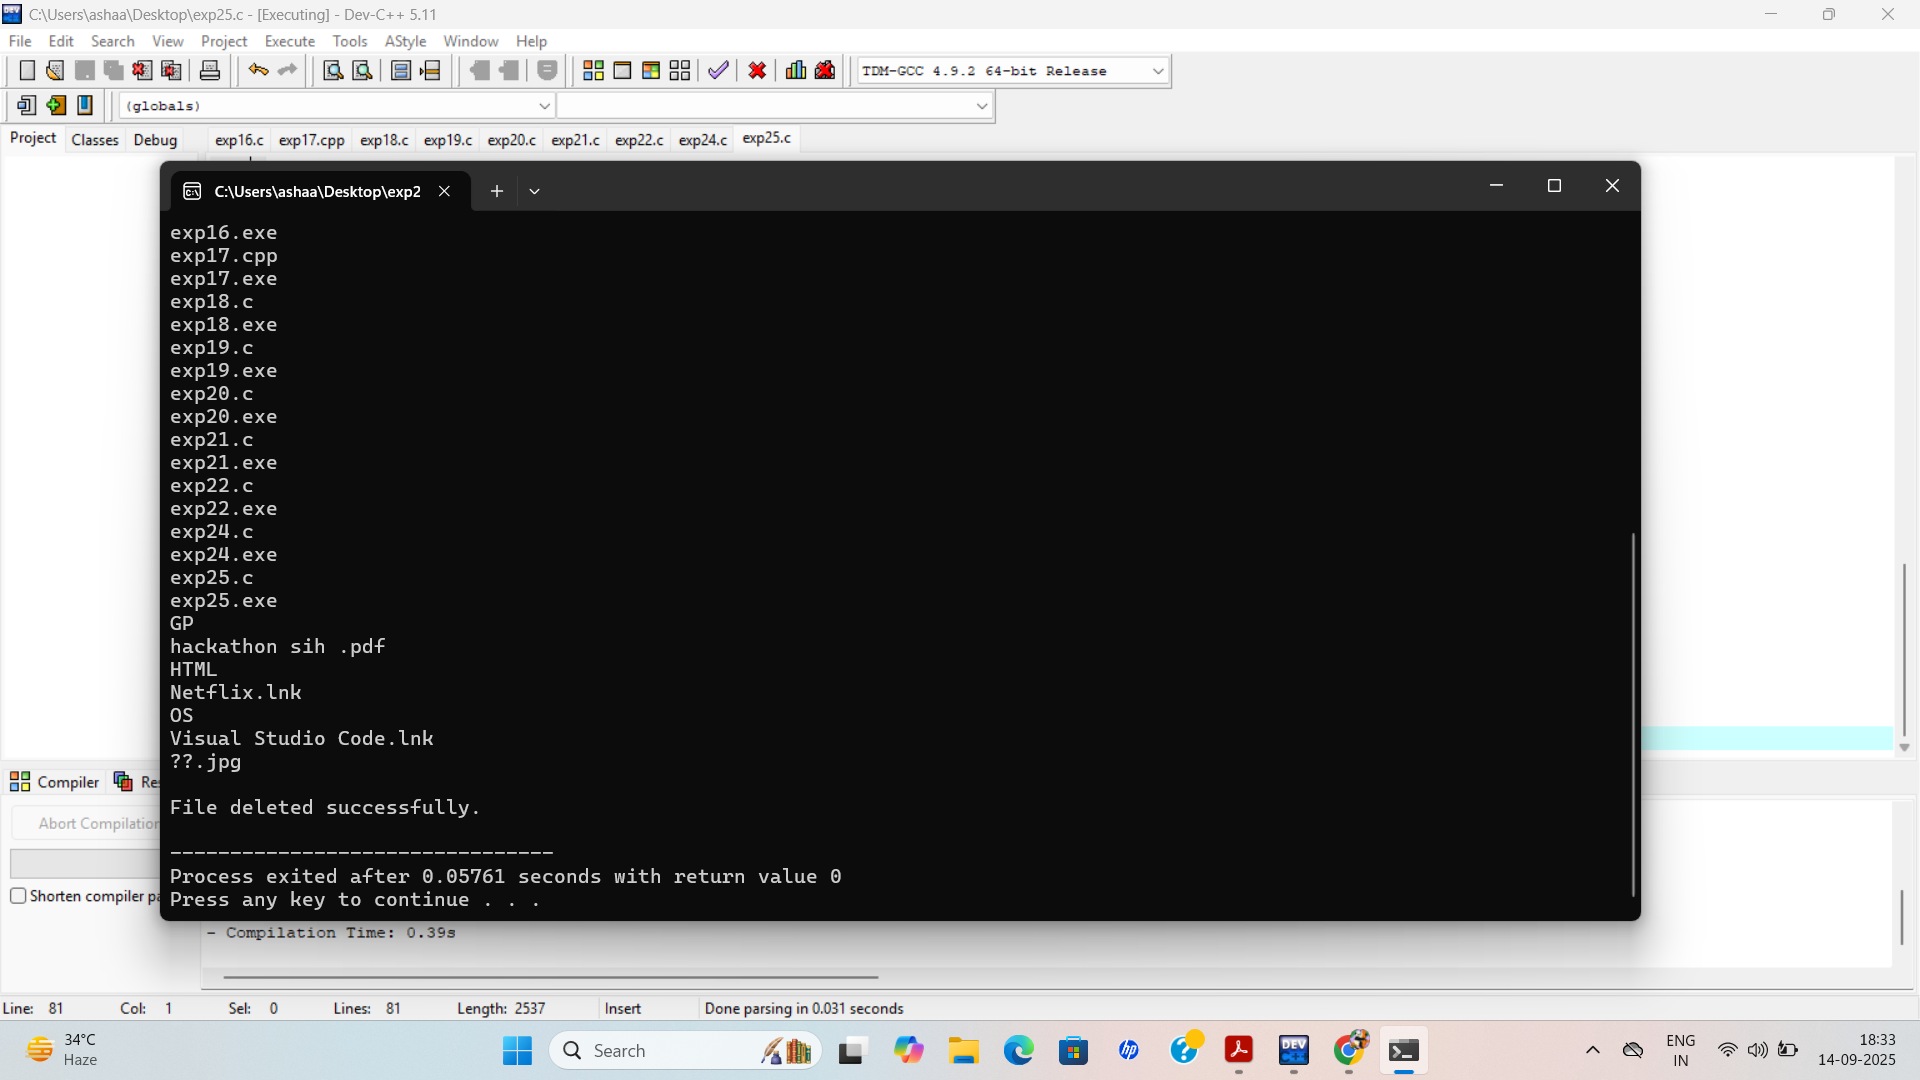 C:\Users\ashaa\Desktop\exp25.c - [Executing] - Dev-C++ 5.11
File Edit Search View Project Execute Tools AStyle Window Help
TDM-GCC 4.9.2 64-bit Release
(globals)
Project Classes Debug exp16.c exp17.cpp exp18.c exp19.c exp20.c exp21.c exp22.c exp24.c exp25.c
C:\Users\ashaa\Desktop\exp2
exp16.exe
exp17.cpp
exp17.exe
exp18.c
exp18.exe
exp19.c
exp19.exe
exp20.c
exp20.exe
exp21.c
exp21.exe
exp22.c
exp22.exe
exp24.c
exp24.exe
exp25.c
exp25.exe
GP
hackathon sih .pdf
HTML
Netflix.lnk
OS
Visual Studio Code.lnk
??.jpg
File deleted successfully.
--------------------------------
Process exited after 0.05761 seconds with return value 0
Press any key to continue . . .
Compiler Res
Abort Compilation
Shorten compiler pa
- Compilation Time: 0.39s
Line: 81 Col: 1 Sel: 0 Lines: 81 Length: 2537 Insert Done parsing in 0.031 seconds
34°C
Haze
Search
DEV
hp
ENG
IN
18:33
14-09-2025